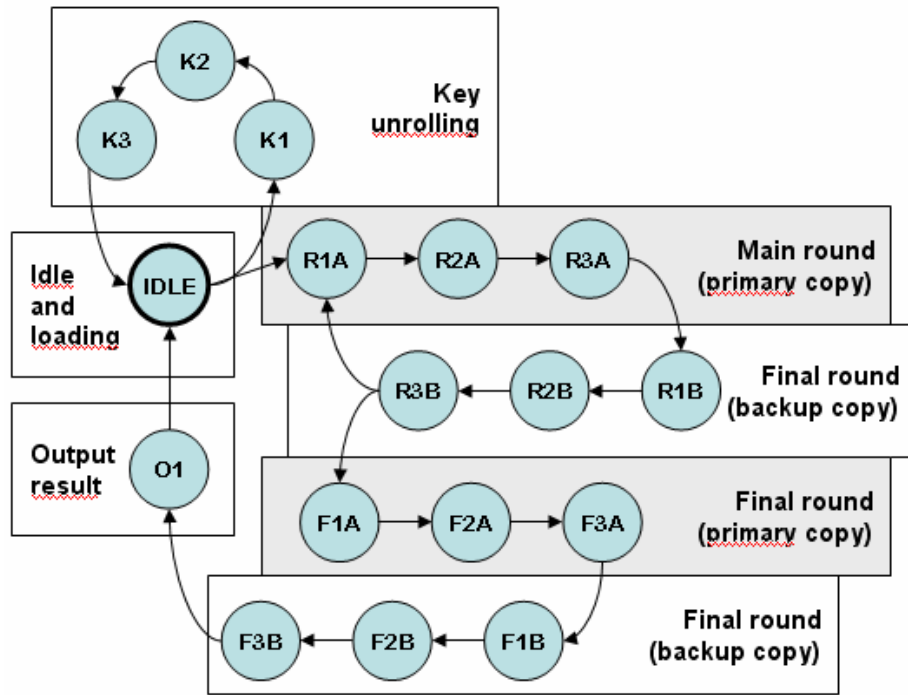 K2
Key
unrolling
K3
K1
Idle
and
loading
IDLE
R1A
R2A
R3A
Main round
(primary copy)
R3B
R2B
R1B
Final round
(backup copy)
Output
result
O1
F1A
F2A
F3A
Final round
(primary copy)
F3B
F2B
F1B
Final round
(backup copy)